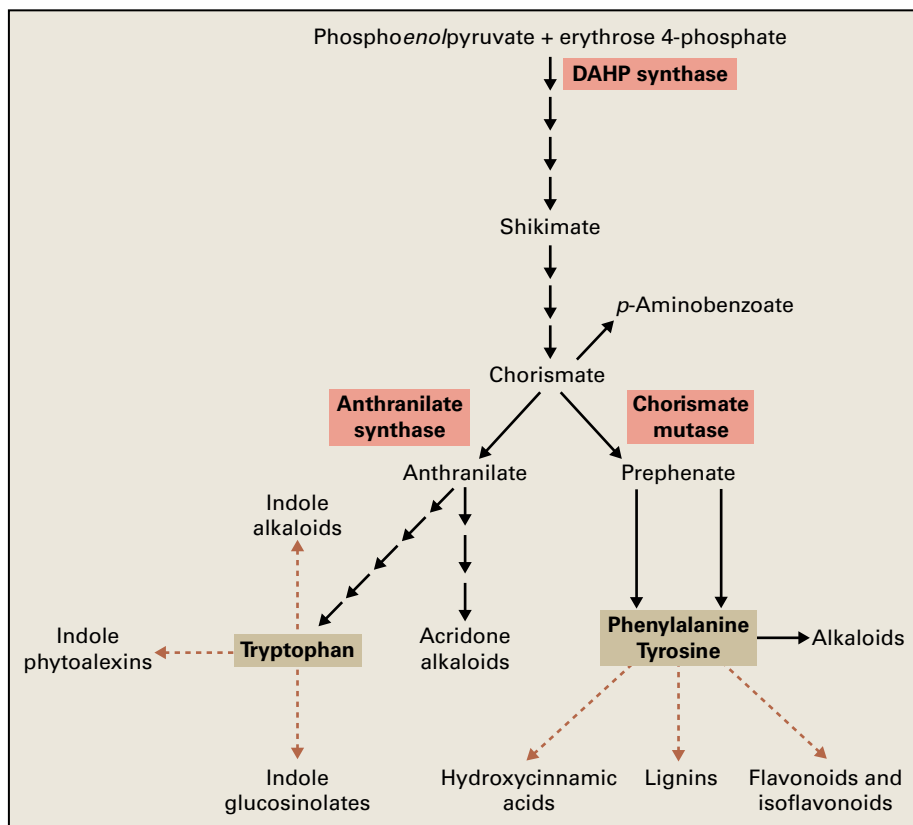 Phosphoenolpyruvate + erythrose 4-phosphate
DAHP synthase
Shikimate
p-Aminobenzoate
Chorismate
Anthranilate
synthase
Chorismate
mutase
Anthranilate
Prephenate
Indole
alkaloids
Indole
phytoalexins
Tryptophan
Acridone
alkaloids
Phenylalanine
Tyrosine
Alkaloids
Indole
glucosinolates
Hydroxycinnamic
acids
Lignins
Flavonoids and
isoflavonoids